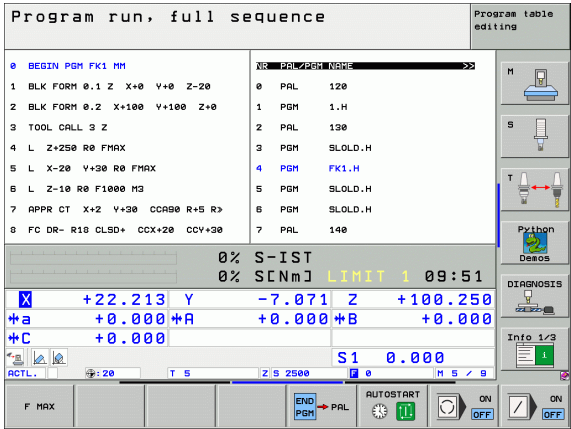 Program run, full sequence
Program table
editing
0 BEGIN PGM FK1 MM
1 BLK FORM 0.1 Z X+0 Y+0 Z-20
2 BLK FORM 0.2 X+100 Y+100 Z+0
3 TOOL CALL 3 Z
4 L Z+250 R0 FMAX
5 L X-20 Y+30 R0 FMAX
6 L Z-10 R0 F1000 M3
7 APPR CT X+2 Y+30 CCA90 R+5 R»
8 FC DR- R18 CLSD+ CCX+20 CCY+30
NR PAL/PGM NAME >>
0 PAL 120
1 PGM 1.H
2 PAL 130
3 PGM SLOLD.H
4 PGM FK1.H
5 PGM SLOLD.H
6 PGM SLOLD.H
7 PAL 140
M
S
T
Python
Demos
DIAGNOSIS
Info 1/3
0% S-IST
0% S[Nm] LIMIT 1 09:51
X +22.213 Y -7.071 Z +100.250
a +0.000 A +0.000 B +0.000
C +0.000
S1 0.000
ACTL. :20 T 5 Z S 2500 F 0 M 5 / 9
F MAX
END
PGM
PAL
AUTOSTART
ON
OFF
ON
OFF